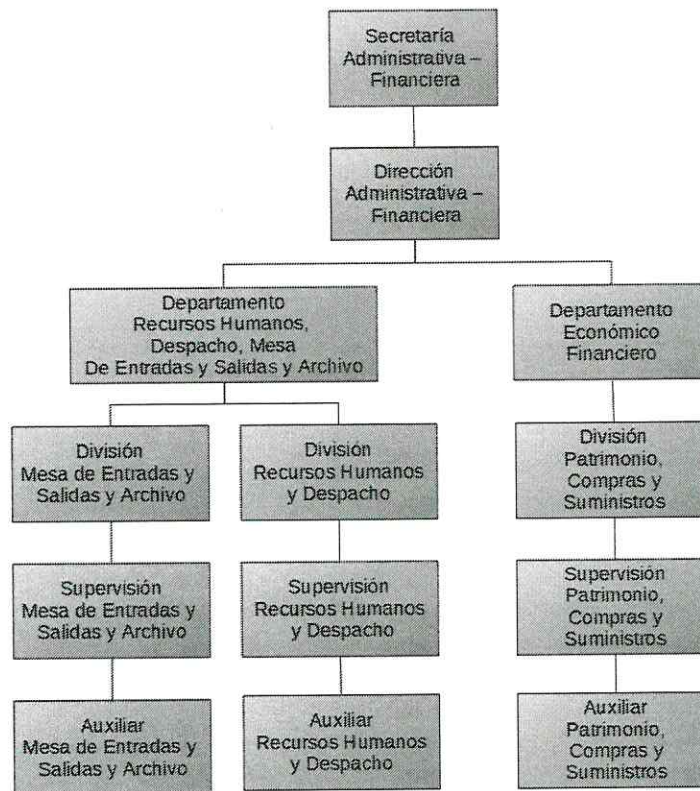 Secretaría
Administrativa –
Financiera
Dirección
Administrativa –
Financiera
Departamento
Recursos Humanos,
Despacho, Mesa
De Entradas y Salidas y Archivo
Departamento
Económico
Financiero
División
Mesa de Entradas y
Salidas y Archivo
División
Recursos Humanos
y Despacho
División
Patrimonio,
Compras y
Suministros
Supervisión
Mesa de Entradas y
Salidas y Archivo
Supervisión
Recursos Humanos
y Despacho
Supervisión
Patrimonio,
Compras y
Suministros
Auxiliar
Mesa de Entradas y
Salidas y Archivo
Auxiliar
Recursos Humanos
y Despacho
Auxiliar
Patrimonio,
Compras y
Suministros